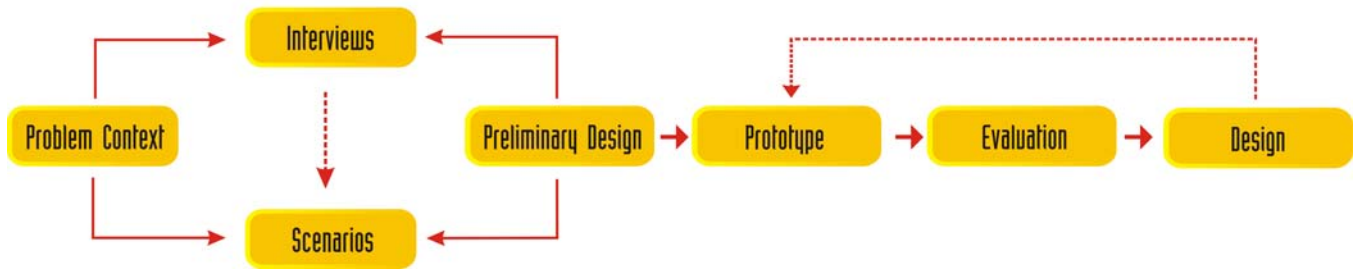 Interviews
Problem Context
Preliminary Design
Prototype
Evaluation
Design
Scenarios